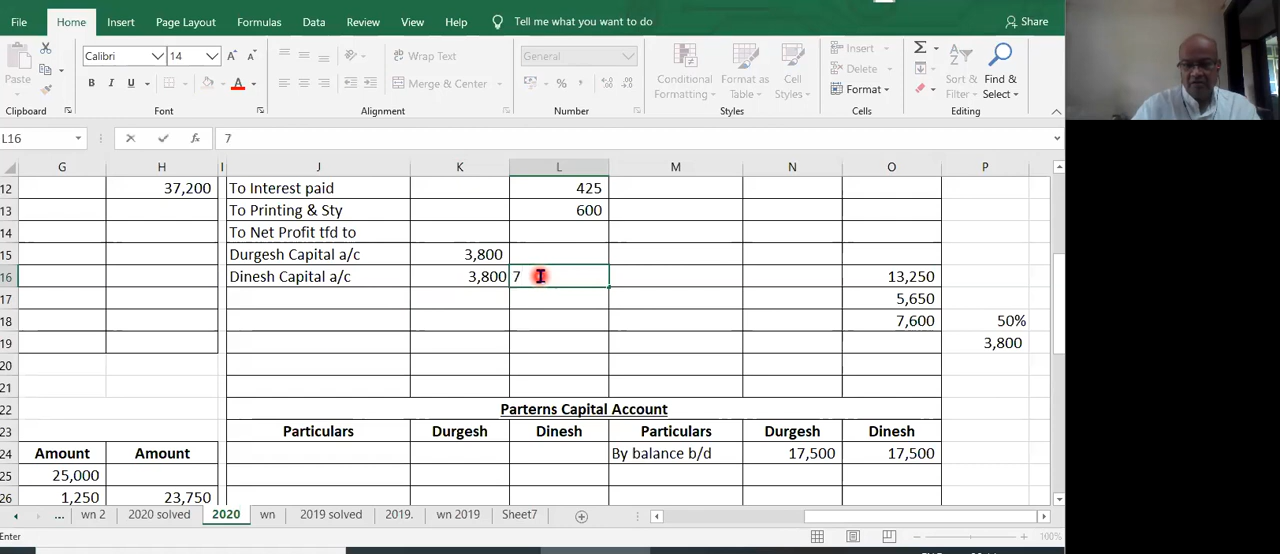 File Home Insert Page Layout Formulas Data Review View Help Tell me what you want to do Share
Calibri 14 A A Wrap Text General Insert
Paste B I U A Merge & Center % , Conditional Formatting Format as Table Cell Styles Delete Format Sort & Filter Find & Select
Clipboard Font Alignment Number Styles Cells Editing
L16 fx 7
G H I J K L M N O P
12 37,200 To Interest paid 425
13 To Printing & Sty 600
14 To Net Profit tfd to
15 Durgesh Capital a/c 3,800
16 Dinesh Capital a/c 3,800 7 13,250
17 5,650
18 7,600 50%
19 3,800
20
21
22 Parterns Capital Account
23 Particulars Durgesh Dinesh Particulars Durgesh Dinesh
24 Amount Amount By balance b/d 17,500 17,500
25 25,000
26 1,250 23,750
... wn 2 2020 solved 2020 wn 2019 solved 2019. wn 2019 Sheet7
Enter 100%